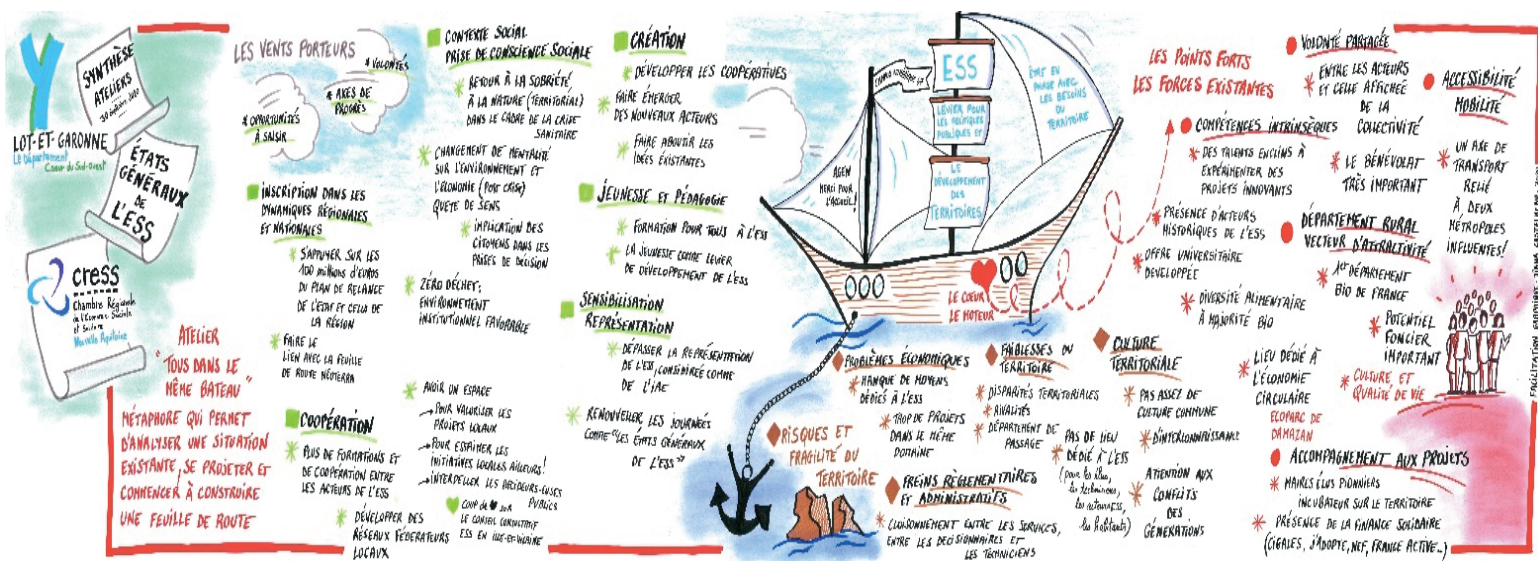 SYNTHÈSE
ATELIERS
LOT-ET-GARONNE
Le Département
Coeur du Sud-Ouest
ÉTATS
GÉNÉRAUX
DE
L'ESS
cress
Chambre Régionale
de l'Economie Sociale
et Solidaire
Nouvelle Aquitaine
ATELIER
"TOUS DANS LE
MÊME BATEAU"
MÉTAPHORE QUI PERMET
D'ANALYSER UNE SITUATION
EXISTANTE, SE PROJETER ET
COMMENCER À CONSTRUIRE
UNE FEUILLE DE ROUTE
LES VENTS PORTEURS
* VOLONTÉS
* AXES DE
PROGRÈS
* OPPORTUNITÉS
À SAISIR
INSCRIPTION DANS LES
DYNAMIQUES RÉGIONALES
ET NATIONALES
* S'APPUYER SUR LES
100 MILLIONS D'EUROS
DU PLAN DE RELANCE
DE L'ÉTAT ET CELUI DE
LA RÉGION
* FAIRE LE
LIEN AVEC LA FEUILLE
DE ROUTE NÉOTERRA
COOPÉRATION
* PLUS DE FORMATIONS ET
DE COOPÉRATION ENTRE
LES ACTEURS DE L'ESS
* DÉVELOPPER DES
RÉSEAUX FÉDÉRATEURS
LOCAUX
CONTEXTE SOCIAL
PRISE DE CONSCIENCE SOCIALE
* RETOUR À LA SOBRIÉTÉ,
À LA NATURE (TERRITORIAL)
DANS LE CADRE DE LA CRISE
SANITAIRE
* CHANGEMENT DE MENTALITÉ
SUR L'ENVIRONNEMENT ET
L'ÉCONOMIE (POST CRISE)
QUÊTE DE SENS
* IMPLICATION DES
CITOYENS DANS LES
PRISES DE DÉCISION
* ZÉRO DÉCHET;
ENVIRONNEMENT
INSTITUTIONNEL FAVORABLE
* AVOIR UN ESPACE
→ POUR VALORISER LES
PROJETS LOCAUX
→ POUR ESSAIMER LES
INITIATIVES LOCALES AILLEURS!
→ INTERPELLER LES DÉCIDEURS-EUSES
PUBLICS
COUP de ♥ SUR
LE CONSEIL CONSULTATIF
ESS EN ILLE-ET-VILAINE
CRÉATION
* DÉVELOPPER LES COOPÉRATIVES
* FAIRE ÉMERGER
DES NOUVEAUX ACTEURS
* FAIRE ABOUTIR LES
IDÉES EXISTANTES
JEUNESSE ET PÉDAGOGIE
* FORMATION POUR TOUS À L'ESS
* LA JEUNESSE COMME LEVIER
DE DÉVELOPPEMENT DE L'ESS
SENSIBILISATION
REPRÉSENTATION
* DÉPASSER LA REPRÉSENTATION
DE L'ESS, CONSIDÉRÉ COMME
DE L'IAE
* RENOUVELLER LES JOURNÉES
COMME "LES ÉTATS GÉNÉRAUX
DE L'ESS"
ESS
LEVIER POUR
LES POLITIQUES
PUBLIQUES ET
LE
DÉVELOPPEMENT
DES
TERRITOIRES
ÊTRE EN
PHASE AVEC
LES BESOINS
DU
TERRITOIRE
AGEN
MERCI POUR
L'ACCUEIL!
LE COEUR
LE MOTEUR
RISQUES ET
FRAGILITÉ DU
TERRITOIRE
PROBLÈMES ÉCONOMIQUES
* MANQUE DE MOYENS
DÉDIÉS À L'ESS
* TROP DE PROJETS
DANS LE MÊME
DOMAINE
FREINS RÈGLEMENTAIRES
ET ADMINISTRATIFS
* CLOISONNEMENT ENTRE LES SERVICES,
ENTRE LES DÉCISIONNAIRES ET
LES TECHNICIENS
FAIBLESSES DU
TERRITOIRE
* DISPARITÉS TERRITORIALES
* RIVALITÉS
* DÉPARTEMENT DE
PASSAGE
* PAS DE LIEU
DÉDIÉ À L'ESS
(pour les élus,
les techniciens,
les habitants)
CULTURE
TERRITORIALE
* PAS ASSEZ DE
CULTURE COMMUNE
* D'INTERCONNAISSANCE
* ATTENTION AUX
CONFLITS
DES
GÉNÉRATIONS
LES POINTS FORTS
LES FORCES EXISTANTES
COMPÉTENCES INTRINSÈQUES
* DES TALENTS ENCLINS À
EXPÉRIMENTER DES
PROJETS INNOVANTS
* PRÉSENCE D'ACTEURS
HISTORIQUES DE L'ESS
* OFFRE UNIVERSITAIRE
DÉVELOPPÉE
* DIVERSITÉ ALIMENTAIRE
À MAJORITÉ BIO
* LIEU DÉDIÉ À
L'ÉCONOMIE
CIRCULAIRE
ECOPARC DE
DAMAZAN
VOLONTÉ PARTAGÉE
* ENTRE LES ACTEURS
ET CELLE AFFICHÉE
DE LA
COLLECTIVITÉ
* LE BÉNÉVOLAT
TRÈS IMPORTANT
DÉPARTEMENT RURAL
VECTEUR D'ATTRACTIVITÉ
* 1er DÉPARTEMENT
BIO DE FRANCE
* POTENTIEL
FONCIER
IMPORTANT
* CULTURE ET
QUALITÉ DE VIE
ACCESSIBILITÉ
MOBILITÉ
* UN AXE DE
TRANSPORT
RELIÉ
À DEUX
MÉTROPOLES
INFLUENTES!
ACCOMPAGNEMENT AUX PROJETS
* MAIRES ÉLUS PIONNIERS
INCUBATEUR SUR LE TERRITOIRE
* PRÉSENCE DE LA FINANCE SOLIDAIRE
(CIGALES, J'ADOPTE, NEF, FRANCE ACTIVE...)